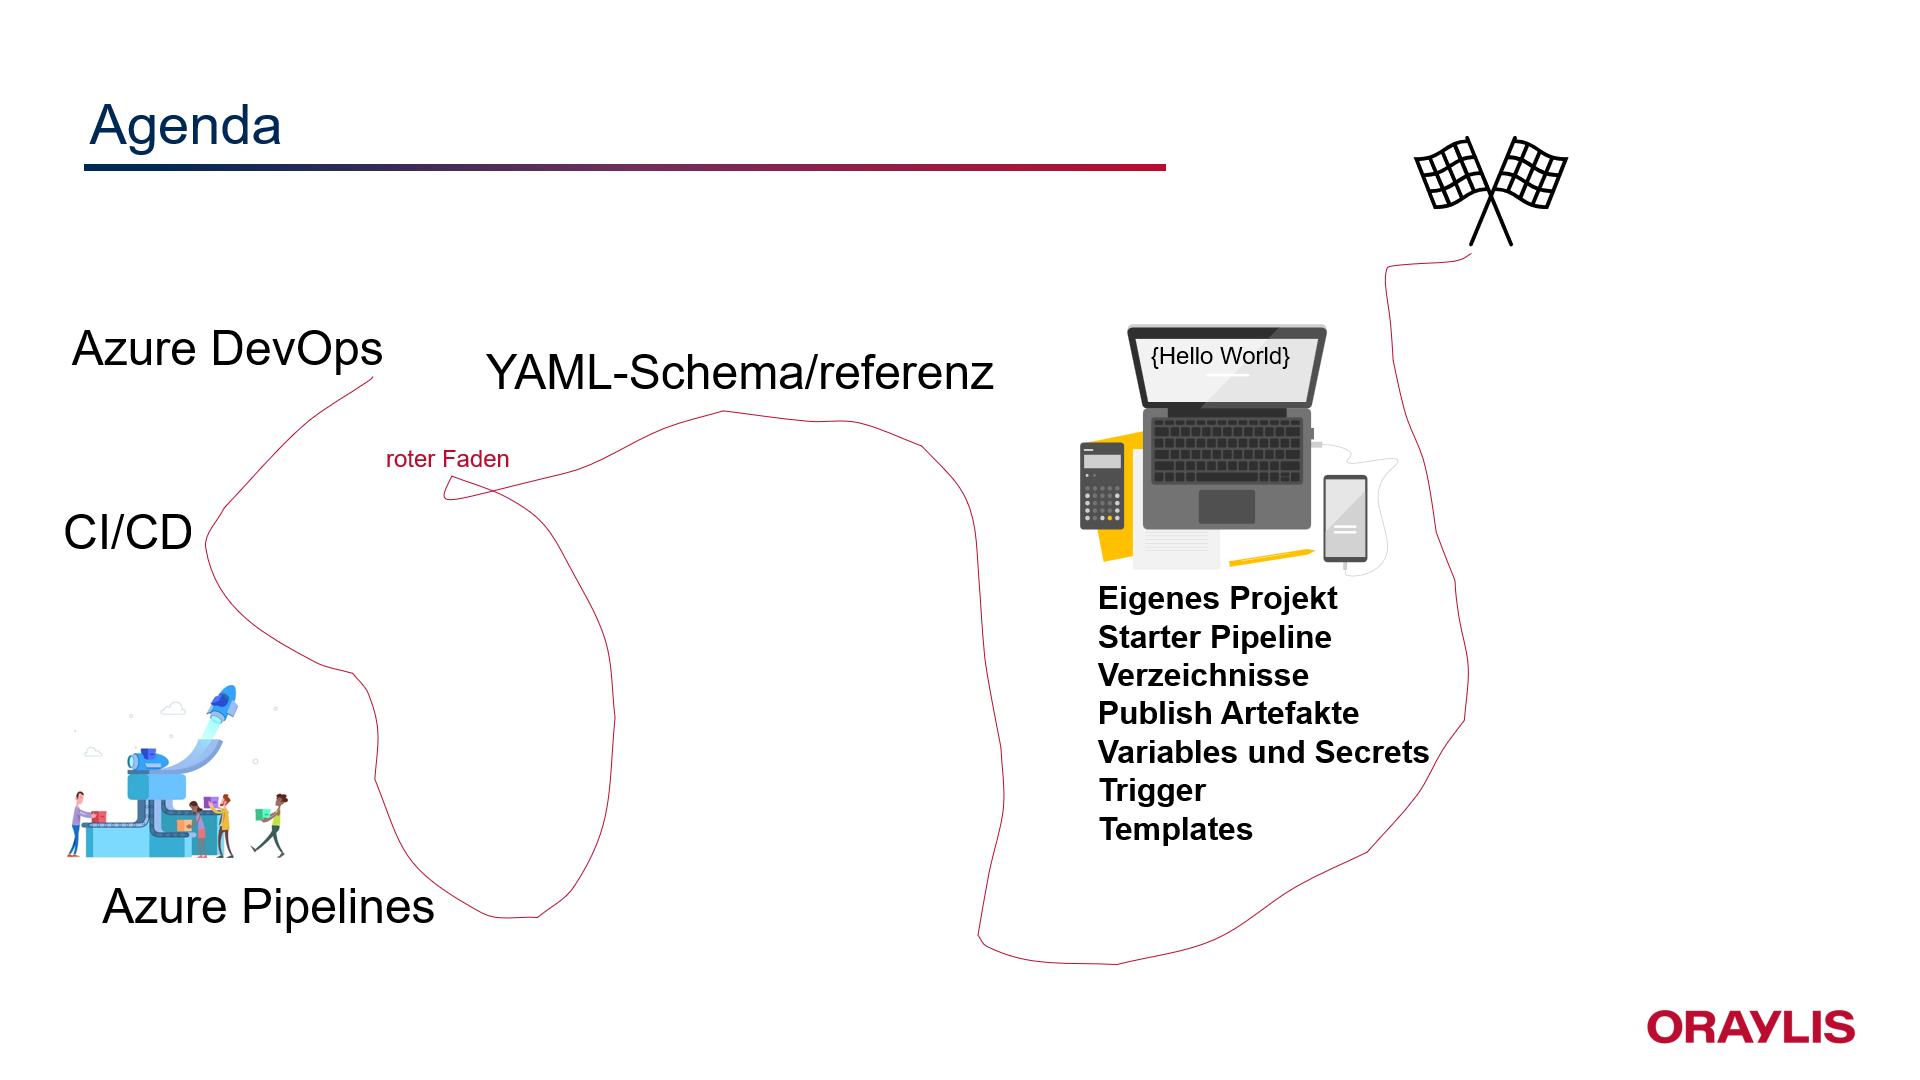 Agenda
Azure DevOps
YAML-Schema/referenz
{Hello World}
roter Faden
CI/CD
Azure Pipelines
Eigenes Projekt
Starter Pipeline
Verzeichnisse
Publish Artefakte
Variables und Secrets
Trigger
Templates
ORAYLIS